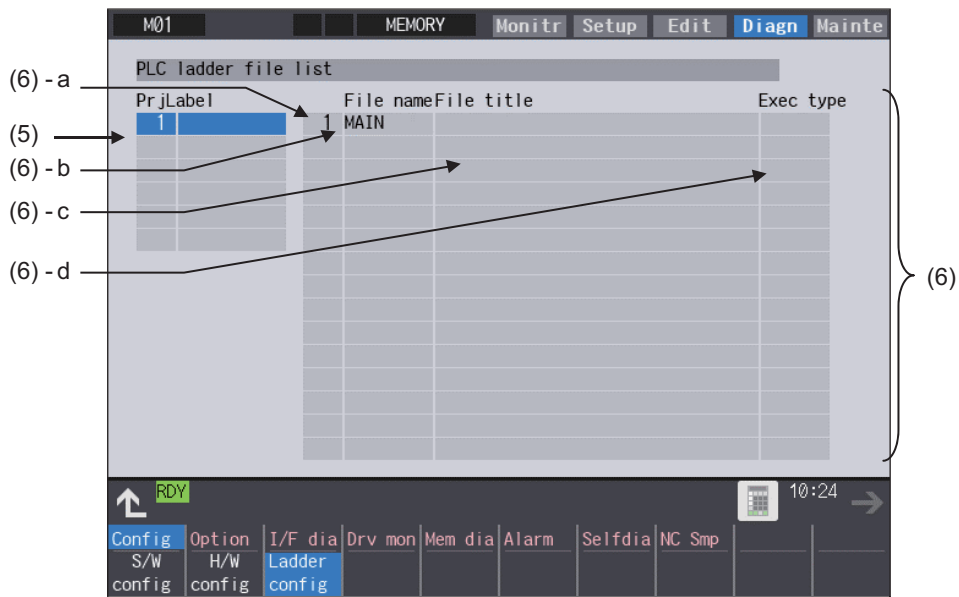 MØ1 MEMORY Monitr Setup Edit Diagn Mainte
PLC ladder file list
(6) - a
PrjLabel File nameFile title Exec type
1 1 MAIN
(5)
(6) - b
(6) - c
(6) - d
(6)
RDY 10:24
Config Option I/F dia Drv mon Mem dia Alarm Selfdia NC Smp
S/W H/W Ladder
config config config